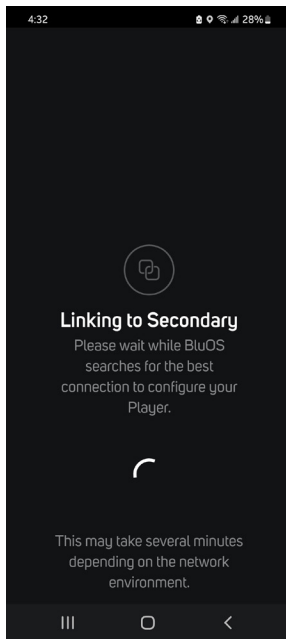 4:32 28%
Linking to Secondary
Please wait while BluOS
searches for the best
connection to configure your
Player.
This may take several minutes
depending on the network
environment.